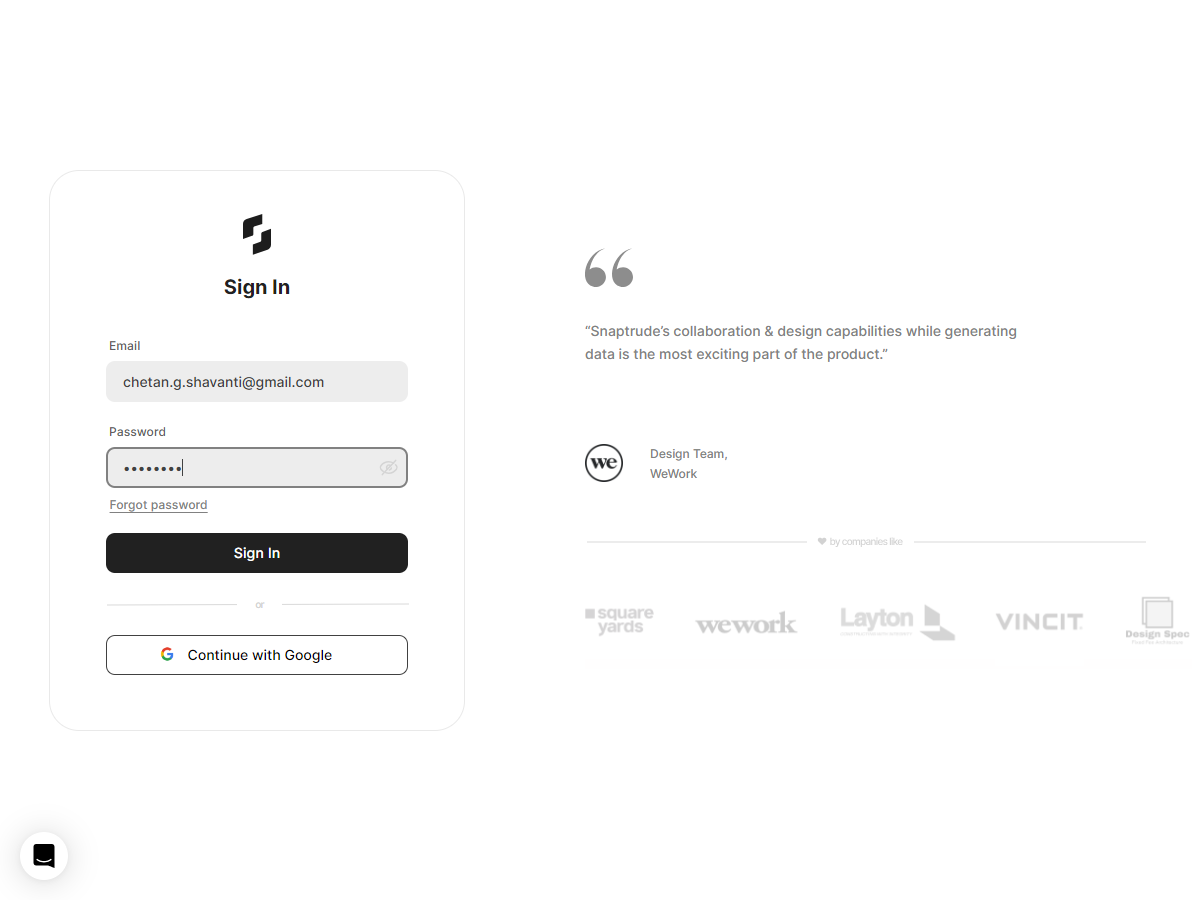 Sign In
Email
chetan.g.shavanti@gmail.com
Password
••••••••
Forgot password
Sign In
or
Continue with Google
“Snaptrude’s collaboration & design capabilities while generating
data is the most exciting part of the product.”
we
Design Team,
WeWork
by companies like
square
yards
wework
Layton
VINCIT
Design Spec